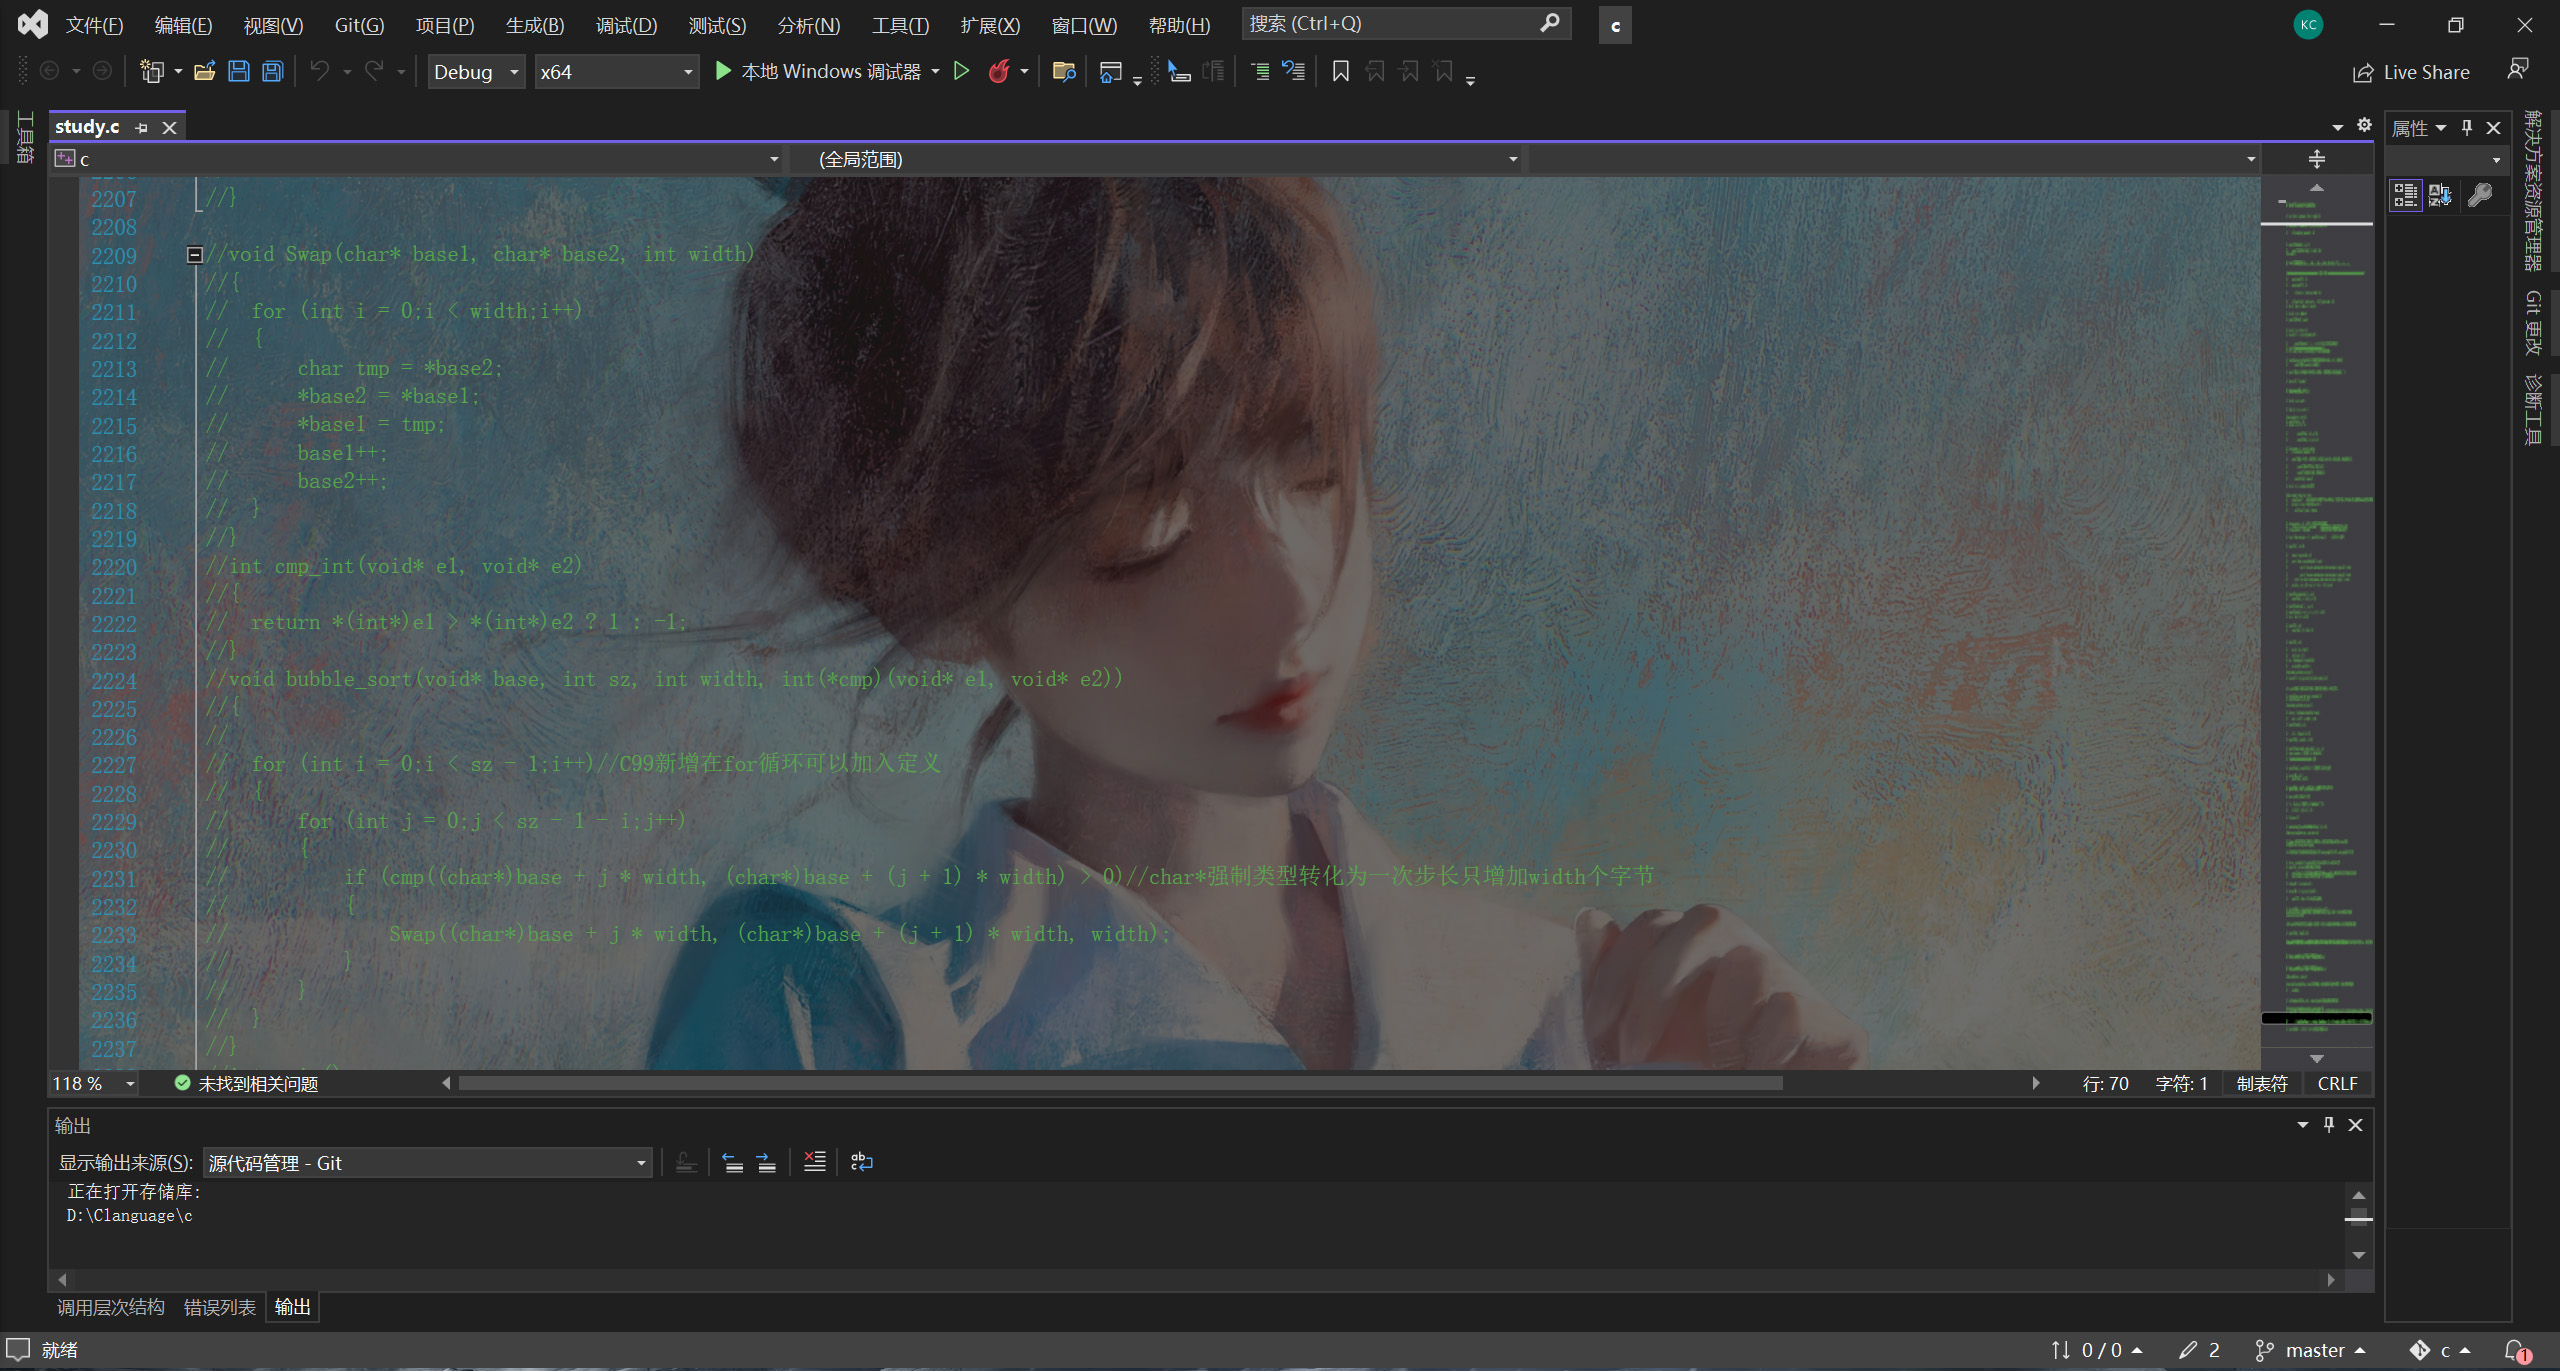 文件(F) 编辑(E) 视图(V) Git(G) 项目(P) 生成(B) 调试(D) 测试(S) 分析(N) 工具(T) 扩展(X) 窗口(W) 帮助(H) 搜索 (Ctrl+Q) c KC
Debug x64 本地 Windows 调试器 Live Share
工具箱
study.c
c (全局范围)
2207 //}
2208
2209 //void Swap(char* base1, char* base2, int width)
2210 //{
2211 // for (int i = 0;i < width;i++)
2212 // {
2213 // char tmp = *base2;
2214 // *base2 = *base1;
2215 // *base1 = tmp;
2216 // base1++;
2217 // base2++;
2218 // }
2219 //}
2220 //int cmp_int(void* e1, void* e2)
2221 //{
2222 // return *(int*)e1 > *(int*)e2 ? 1 : -1;
2223 //}
2224 //void bubble_sort(void* base, int sz, int width, int(*cmp)(void* e1, void* e2))
2225 //{
2226 //
2227 // for (int i = 0;i < sz - 1;i++)//C99新增在for循环可以加入定义
2228 // {
2229 // for (int j = 0;j < sz - 1 - i;j++)
2230 // {
2231 // if (cmp((char*)base + j * width, (char*)base + (j + 1) * width) > 0)//char*强制类型转化为一次步长只增加width个字节
2232 // {
2233 // Swap((char*)base + j * width, (char*)base + (j + 1) * width, width);
2234 // }
2235 // }
2236 // }
2237 //}
118 % 未找到相关问题 行: 70 字符: 1 制表符 CRLF
输出
显示输出来源(S): 源代码管理 - Git
正在打开存储库:
D:\Clanguage\c
调用层次结构 错误列表 输出
属性
解决方案资源管理器
Git 更改
诊断工具
就绪 0 / 0 2 master c 1